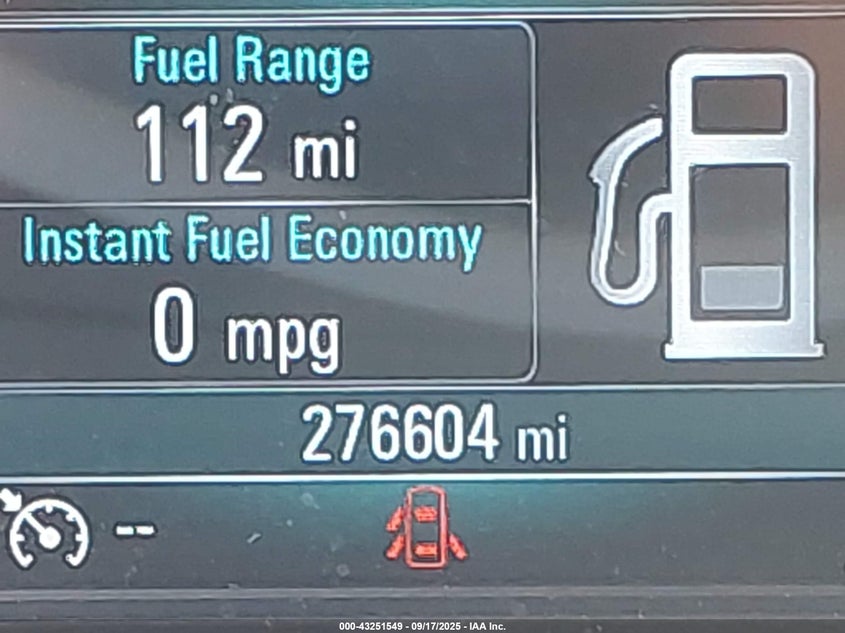 Fuel Range
112 mi
Instant Fuel Economy
0 mpg
276604 mi
--
000-43251549 - 09/17/2025 - IAA Inc.